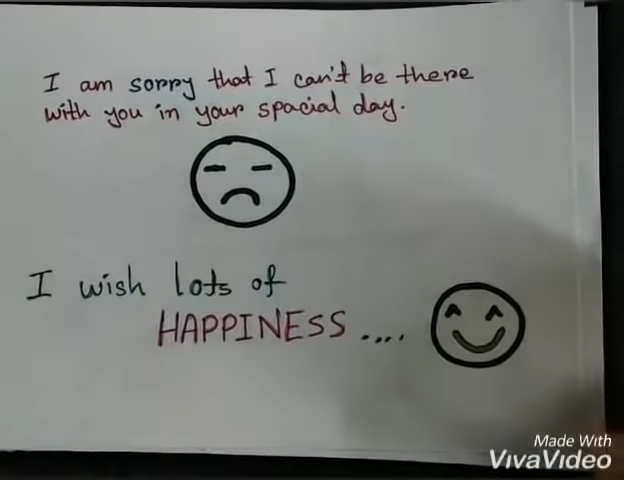 I am sorry that I can't be there
with you in your spacial day.
I wish lots of
HAPPINESS ....
Made With
VivaVideo